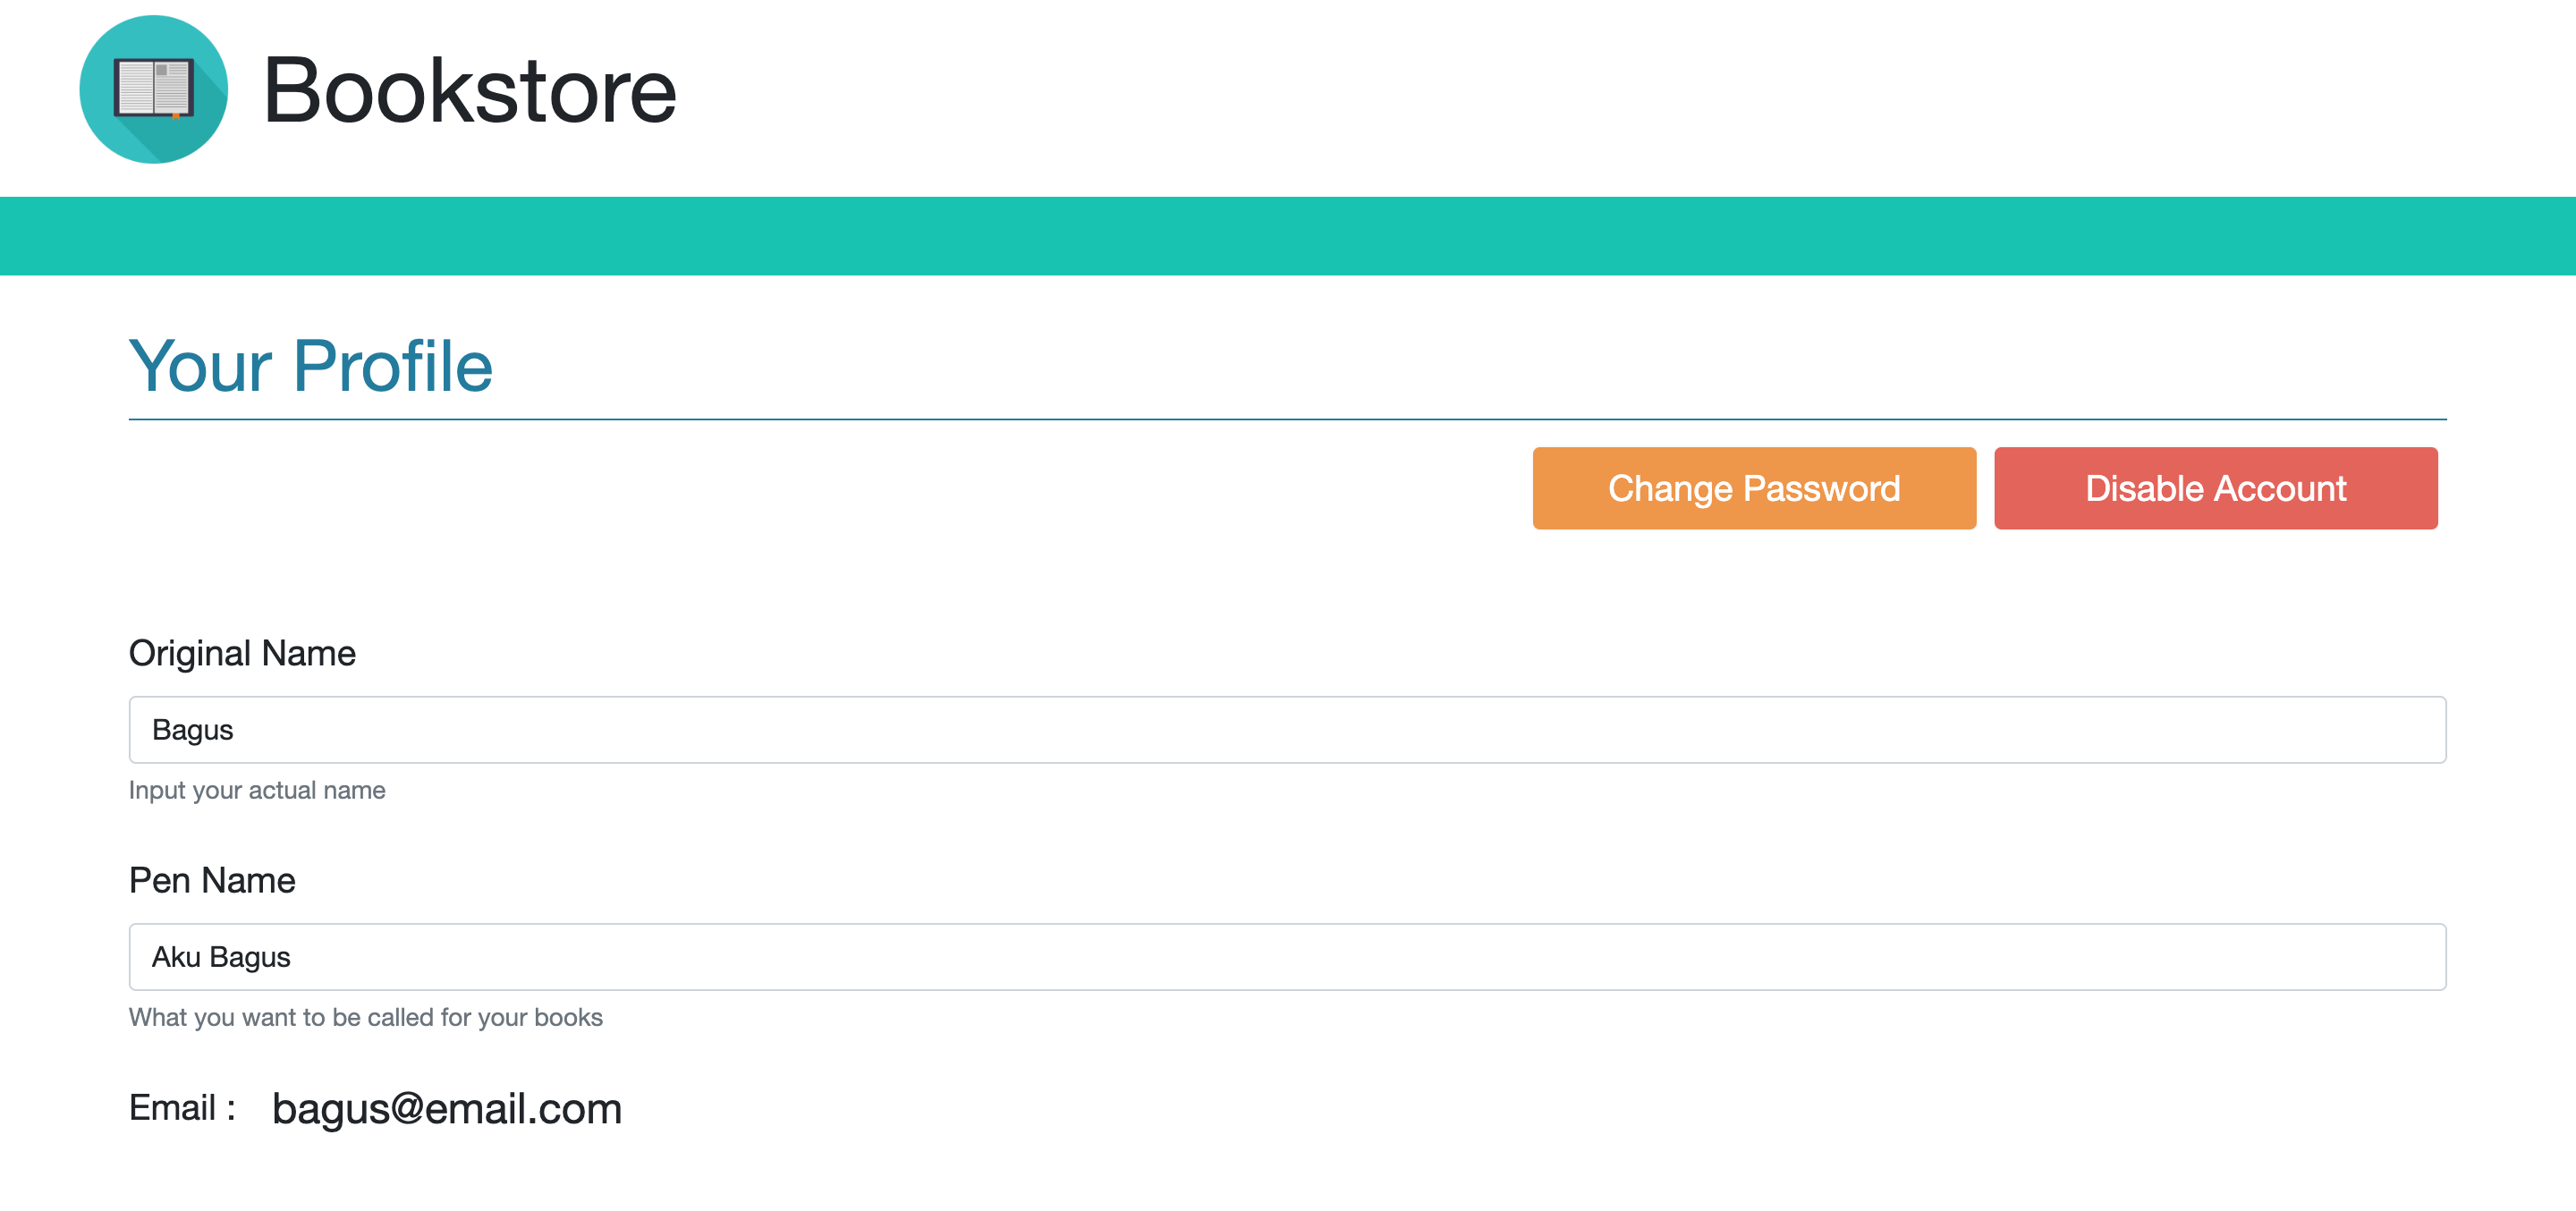 Bookstore
Your Profile
Change Password Disable Account
Original Name
Bagus
Input your actual name
Pen Name
Aku Bagus
What you want to be called for your books
Email : bagus@email.com